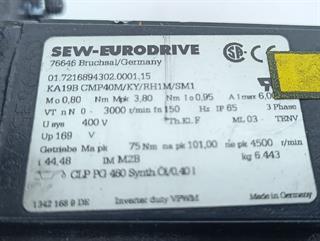 SEW-EURODRIVE
76646 Bruchsal/Germany
01.7216894302.0001.15
KA19B CMP40M/KY/RH1M/SM1
Mo 0,80 Nm Mpk 3,80 Nm Io 0,95 A Imax 6,00
VT n N 0 - 3000 r/min fn 150 Hz IP 65 3 Phase
U sys 400 V Th.Kl.F ML 03 TENV
Up 169 V
Getriebe Ma pk 75 Nm na pk 101,00 ne pk 4500 r/min
i 44,48 IM M2B kg 6.443
CLP PG 460 Synth.Öl/0.40 l
1342 168 9 DE Inverter duty VPWM Made in Germany